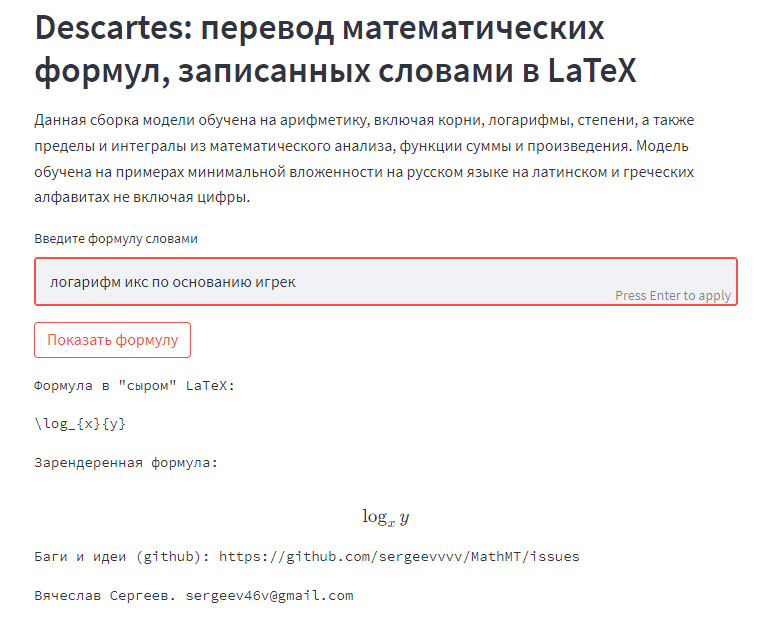 Descartes: перевод математических
формул, записанных словами в LaTeX
Данная сборка модели обучена на арифметику, включая корни, логарифмы, степени, а также
пределы и интегралы из математического анализа, функции суммы и произведения. Модель
обучена на примерах минимальной вложенности на русском языке на латинском и греческих
алфавитах не включая цифры.
Введите формулу словами
логарифм икс по основанию игрек
Press Enter to apply
Показать формулу
Формула в "сыром" LaTeX:
\log_{x}{y}
Зарендеренная формула:
logₓ y
Баги и идеи (github): https://github.com/sergeevvvv/MathMT/issues
Вячеслав Сергеев. sergeev46v@gmail.com